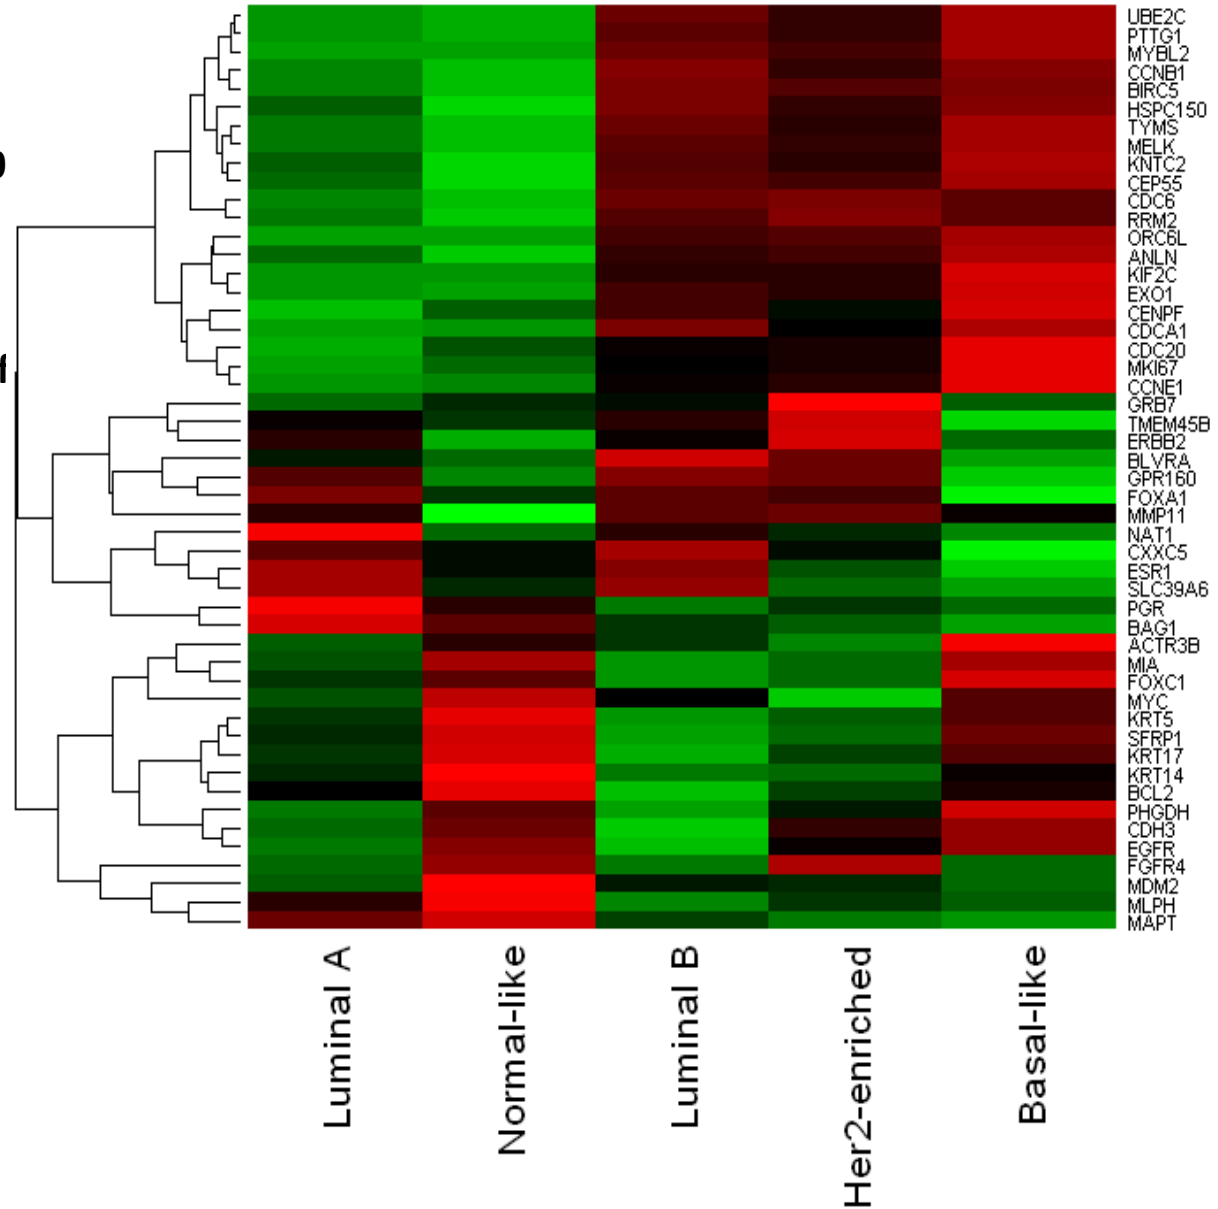 UBE2C
PTTG1
MYBL2
CCNB1
BIRC5
HSPC150
TYMS
MELK
KNTC2
CEP55
CDC6
RRM2
ORC6L
ANLN
KIF2C
EXO1
CENPF
CDCA1
CDC20
MKI67
CCNE1
GRB7
TMEM45B
ERBB2
BLVRA
GPR160
FOXA1
MMP11
NAT1
CXXC5
ESR1
SLC39A6
PGR
BAG1
ACTR3B
MIA
FOXC1
MYC
KRT5
SFRP1
KRT17
KRT14
BCL2
PHGDH
CDH3
EGFR
FGFR4
MDM2
MLPH
MAPT
Luminal A
Normal-like
Luminal B
Her2-enriched
Basal-like